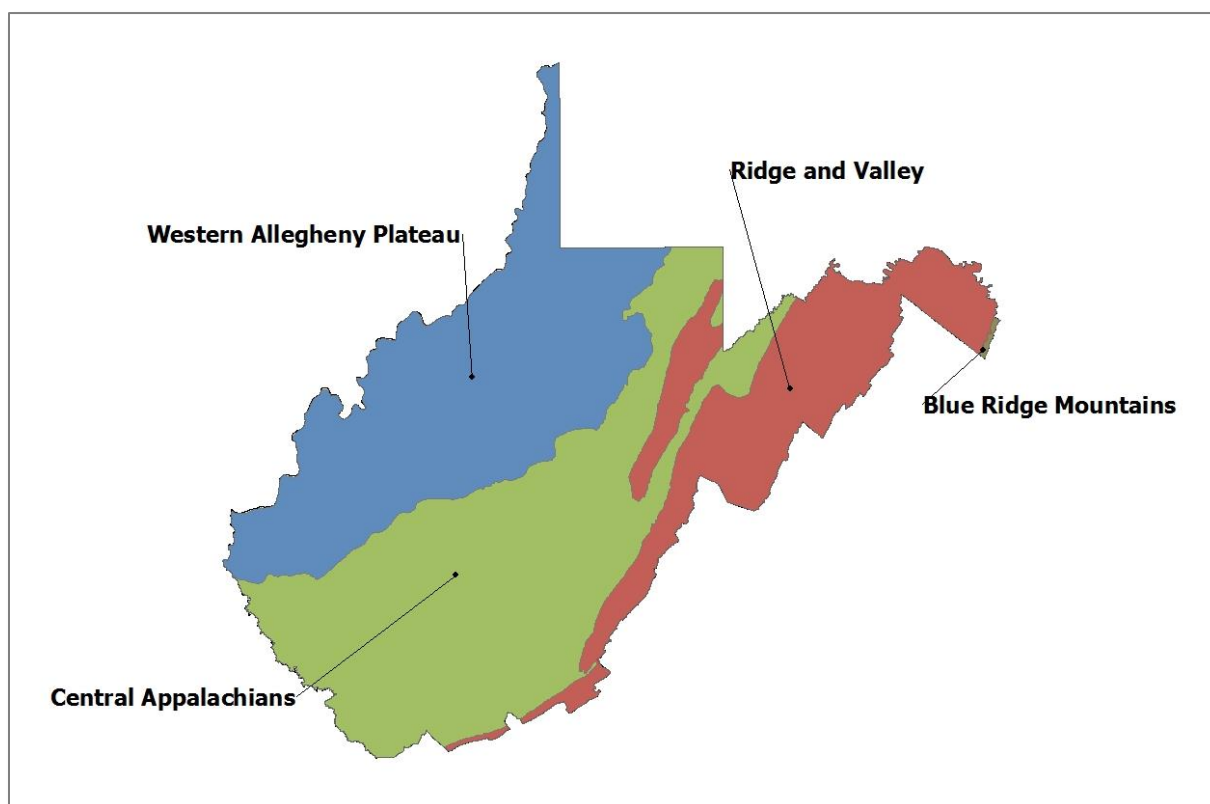 Ridge and Valley
Western Allegheny Plateau
Blue Ridge Mountains
Central Appalachians